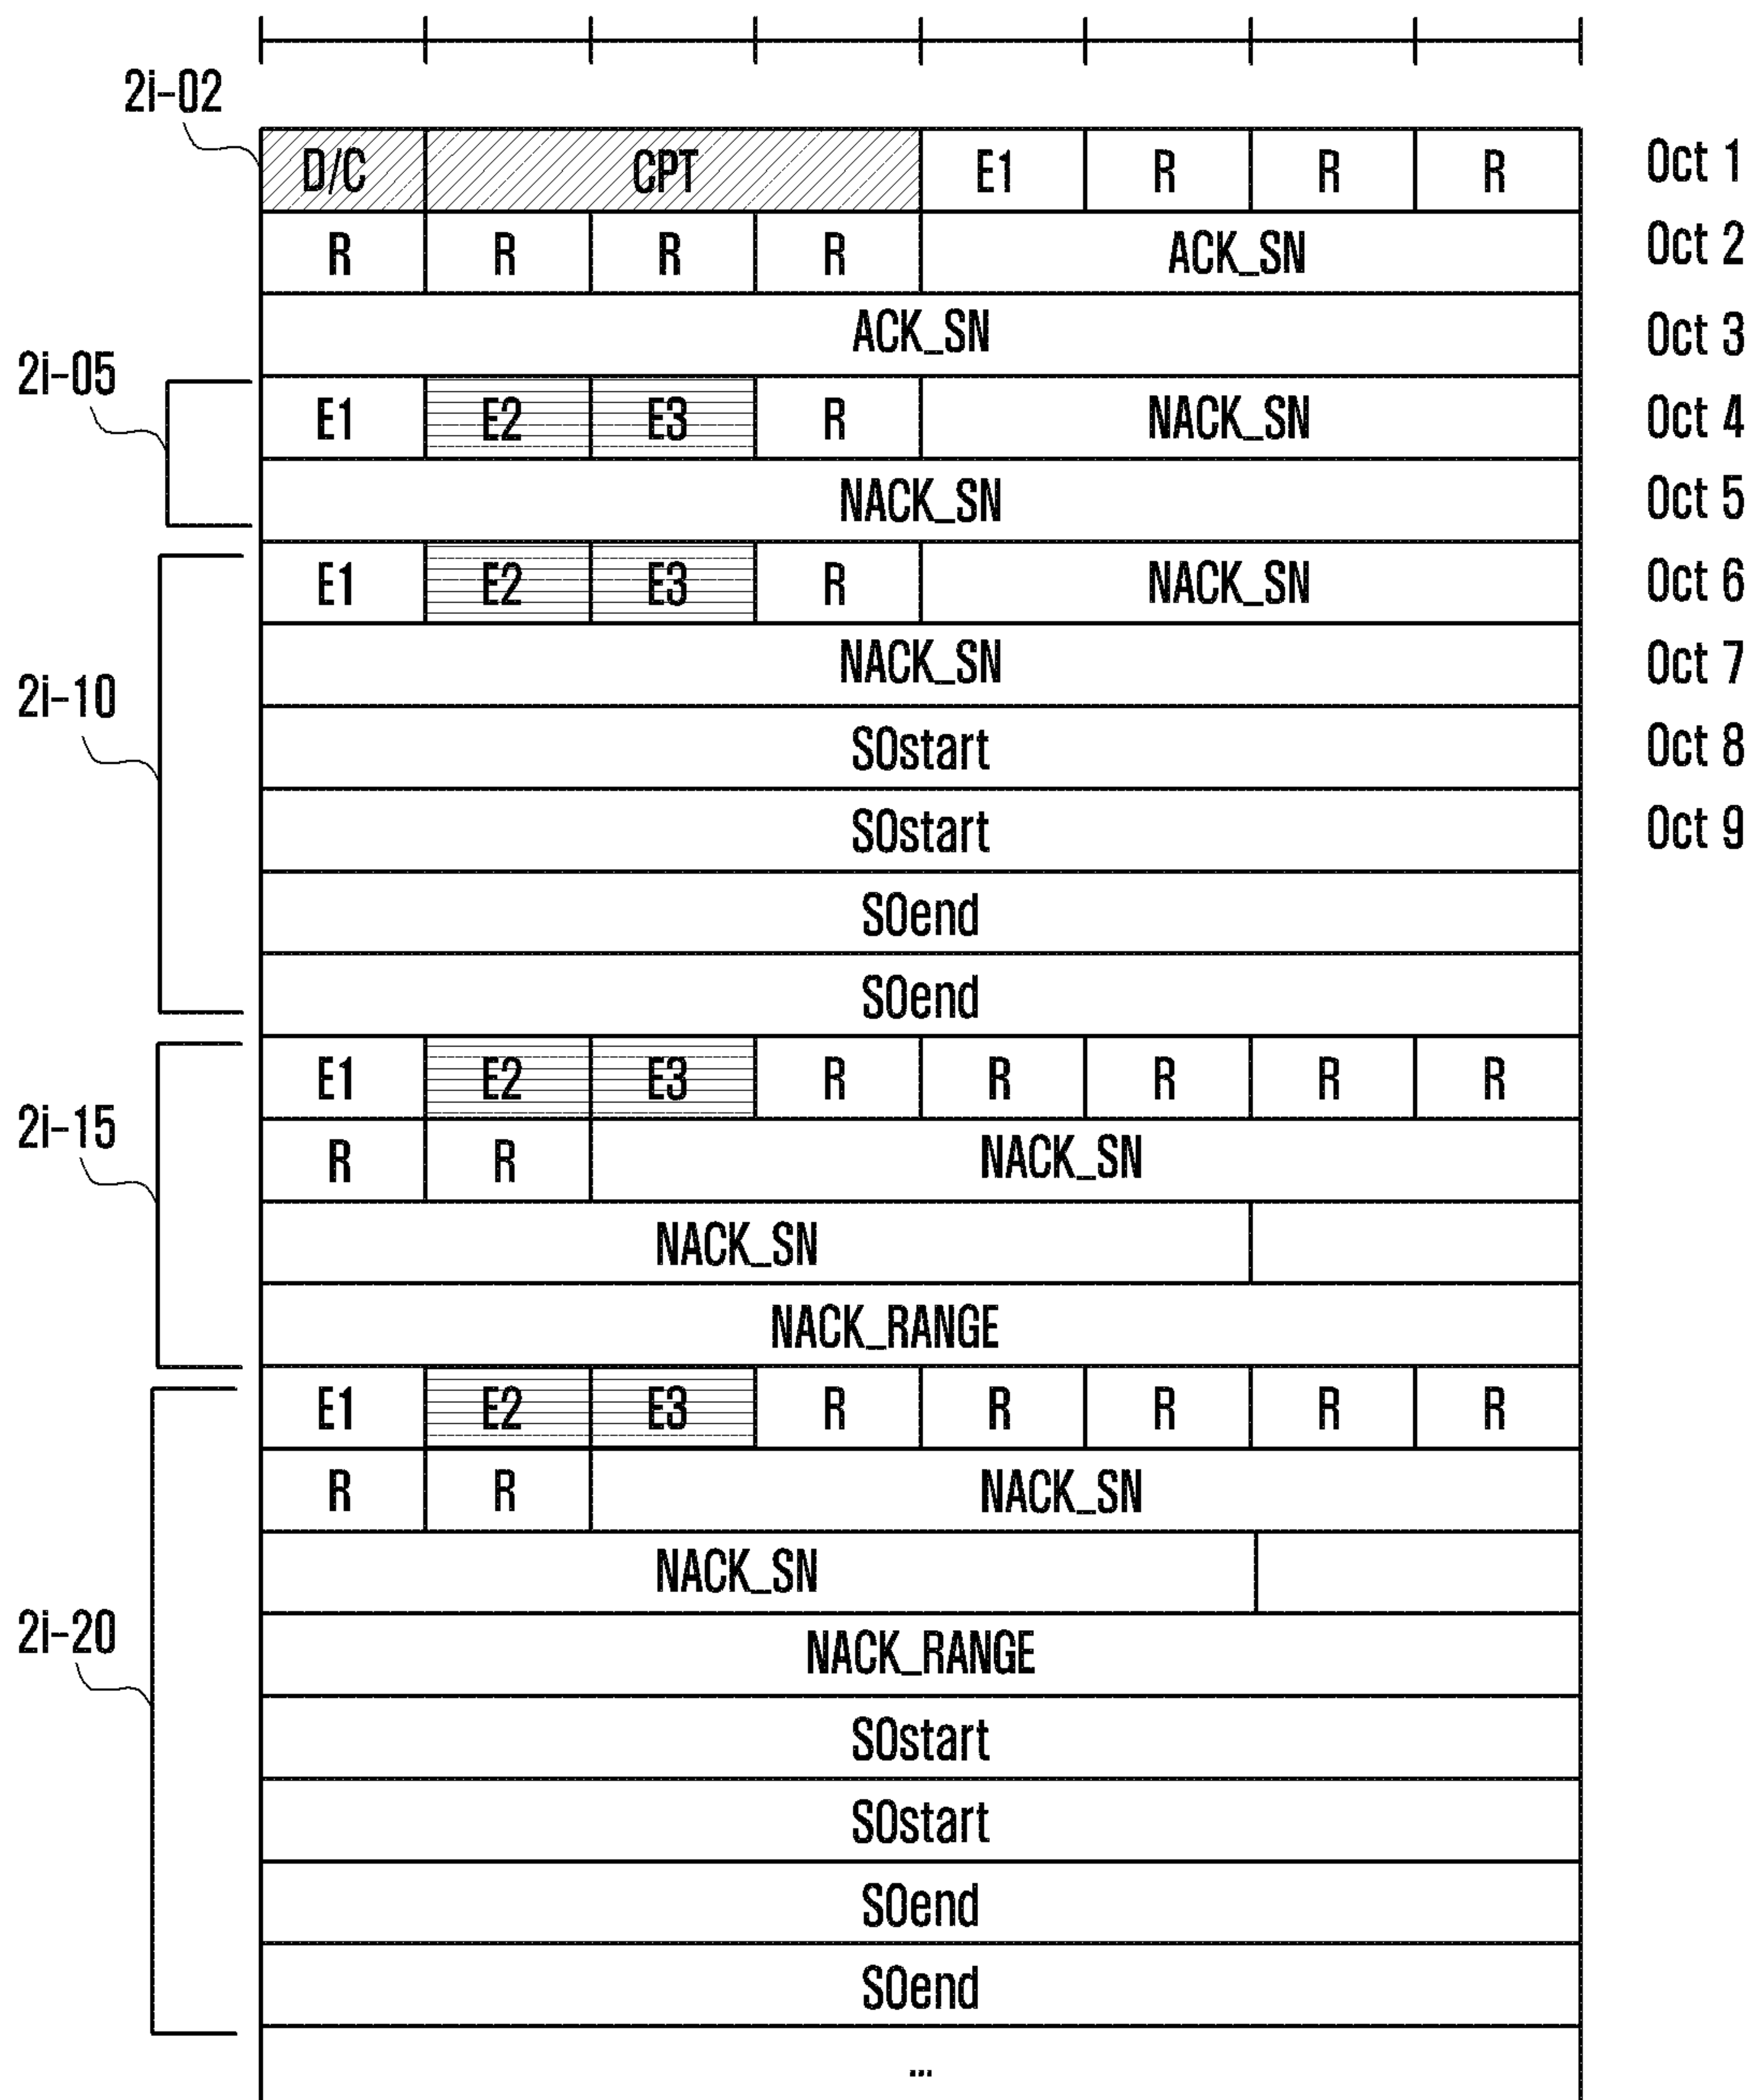 2i-02
D/C CPT E1 R R R Oct 1
R R R R ACK_SN Oct 2
ACK_SN Oct 3
2i-05
E1 E2 E3 R NACK_SN Oct 4
NACK_SN Oct 5
E1 E2 E3 R NACK_SN Oct 6
NACK_SN Oct 7
2i-10
SOstart Oct 8
SOstart Oct 9
SOend
SOend
E1 E2 E3 R R R R R
2i-15
R R NACK_SN
NACK_SN
NACK_RANGE
E1 E2 E3 R R R R R
R R NACK_SN
NACK_SN
2i-20
NACK_RANGE
SOstart
SOstart
SOend
SOend
...